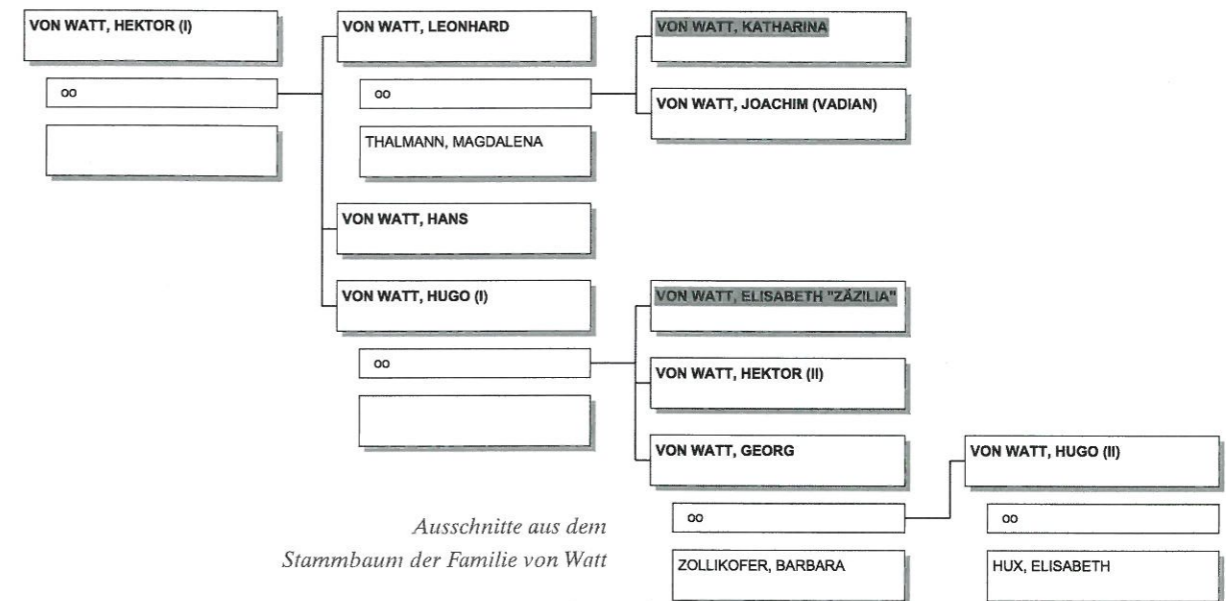 VON WATT, HEKTOR (I)
oo
VON WATT, LEONHARD
oo
THALMANN, MAGDALENA
VON WATT, KATHARINA
VON WATT, JOACHIM (VADIAN)
VON WATT, HANS
VON WATT, HUGO (I)
oo
VON WATT, ELISABETH "ZÄZILIA"
VON WATT, HEKTOR (II)
VON WATT, GEORG
oo
ZOLLIKOFER, BARBARA
VON WATT, HUGO (II)
oo
HUX, ELISABETH
Ausschnitte aus dem
Stammbaum der Familie von Watt